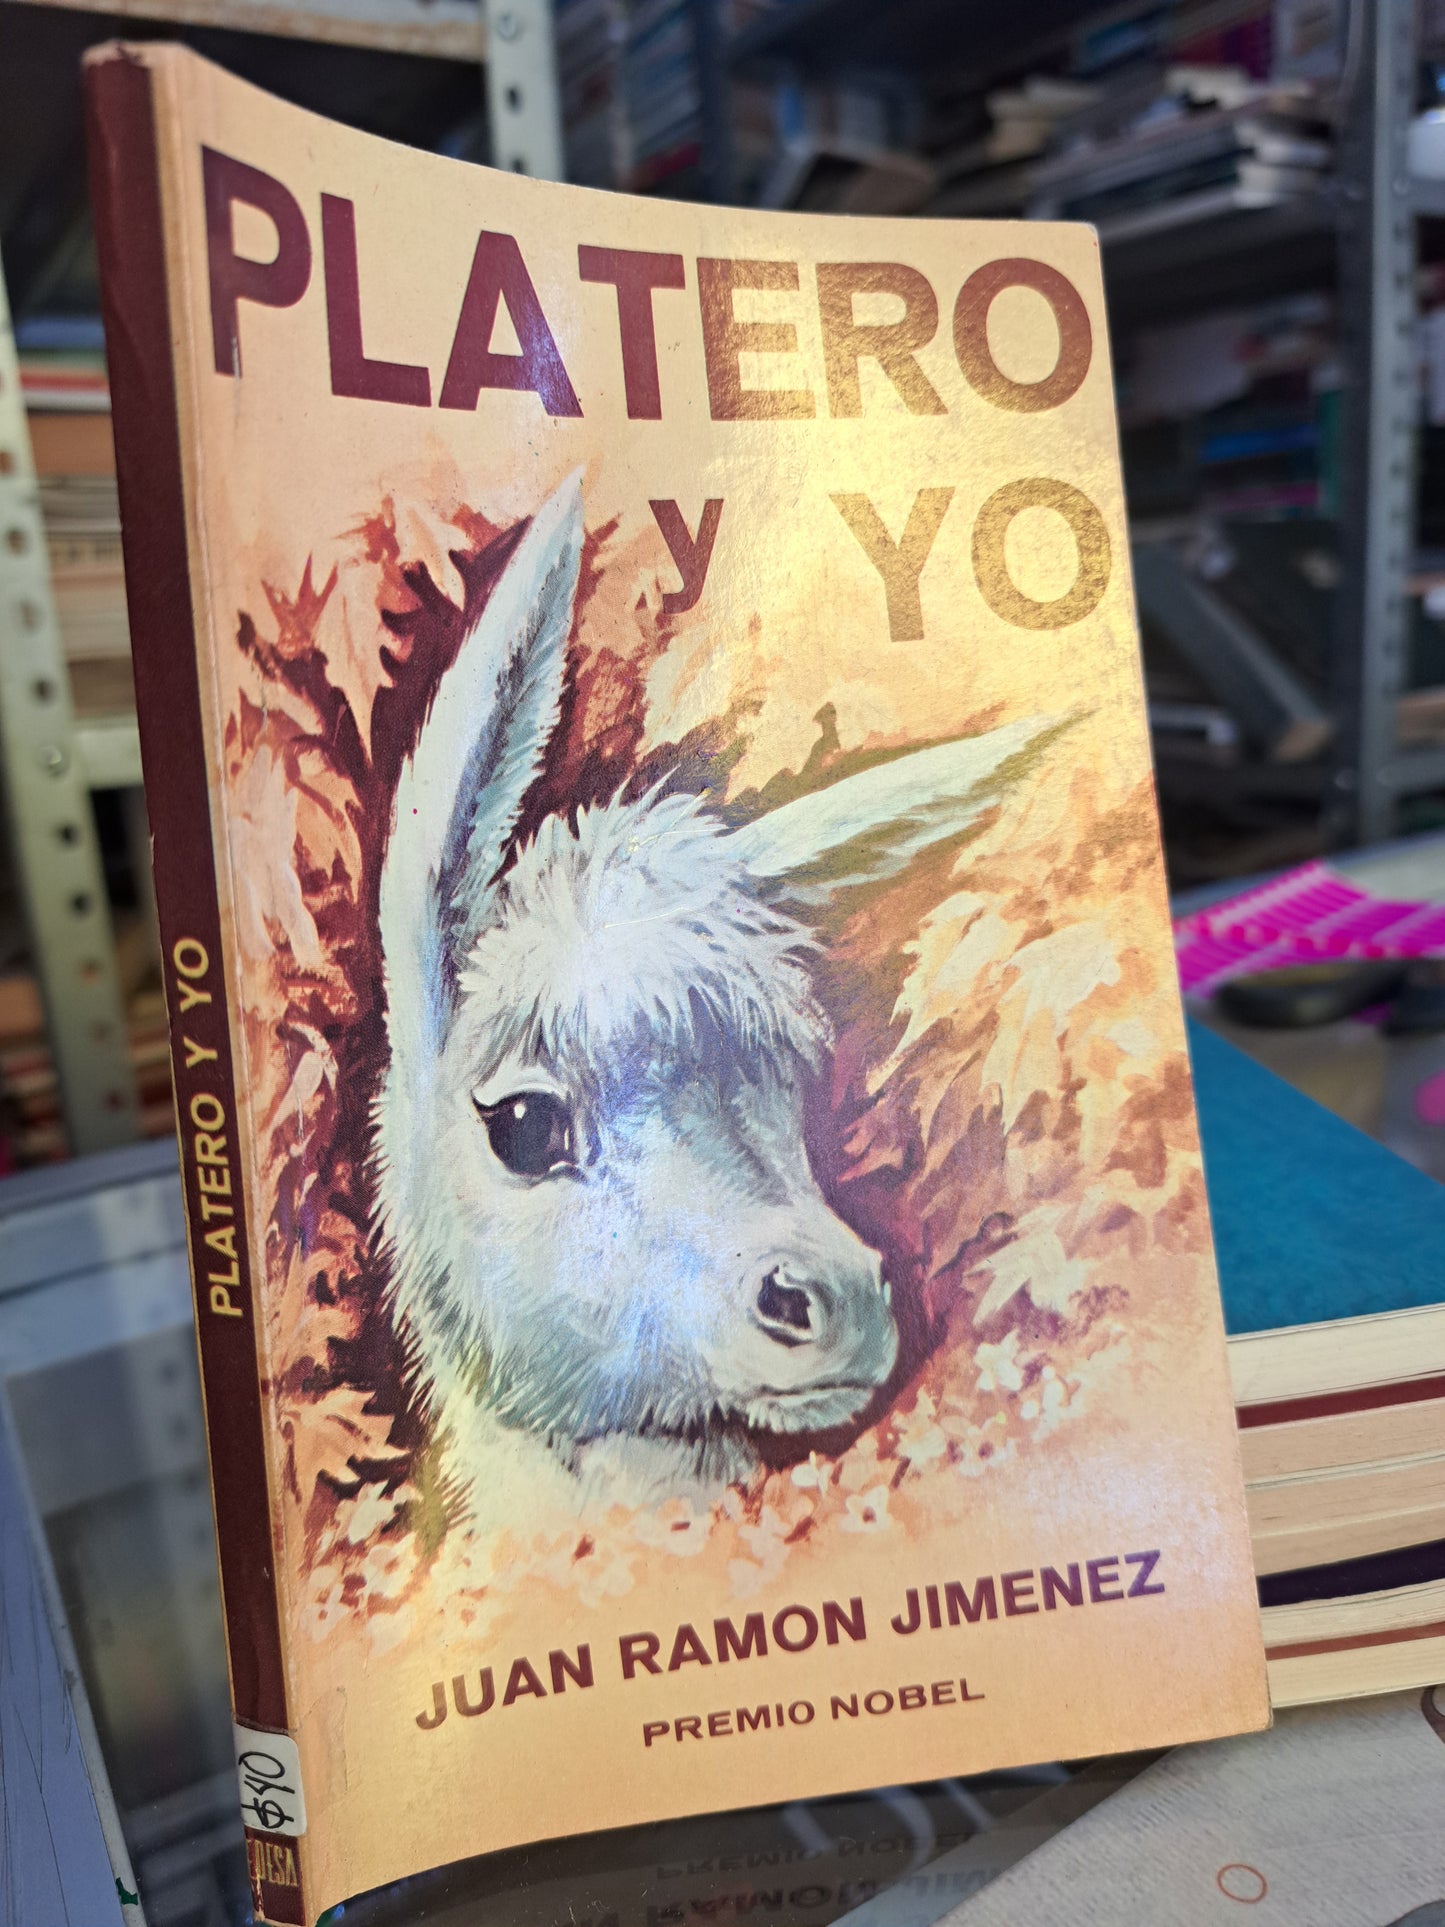 PLATERO
y YO
JUAN RAMON JIMENEZ
PREMIO NOBEL
PLATERO Y YO
$40